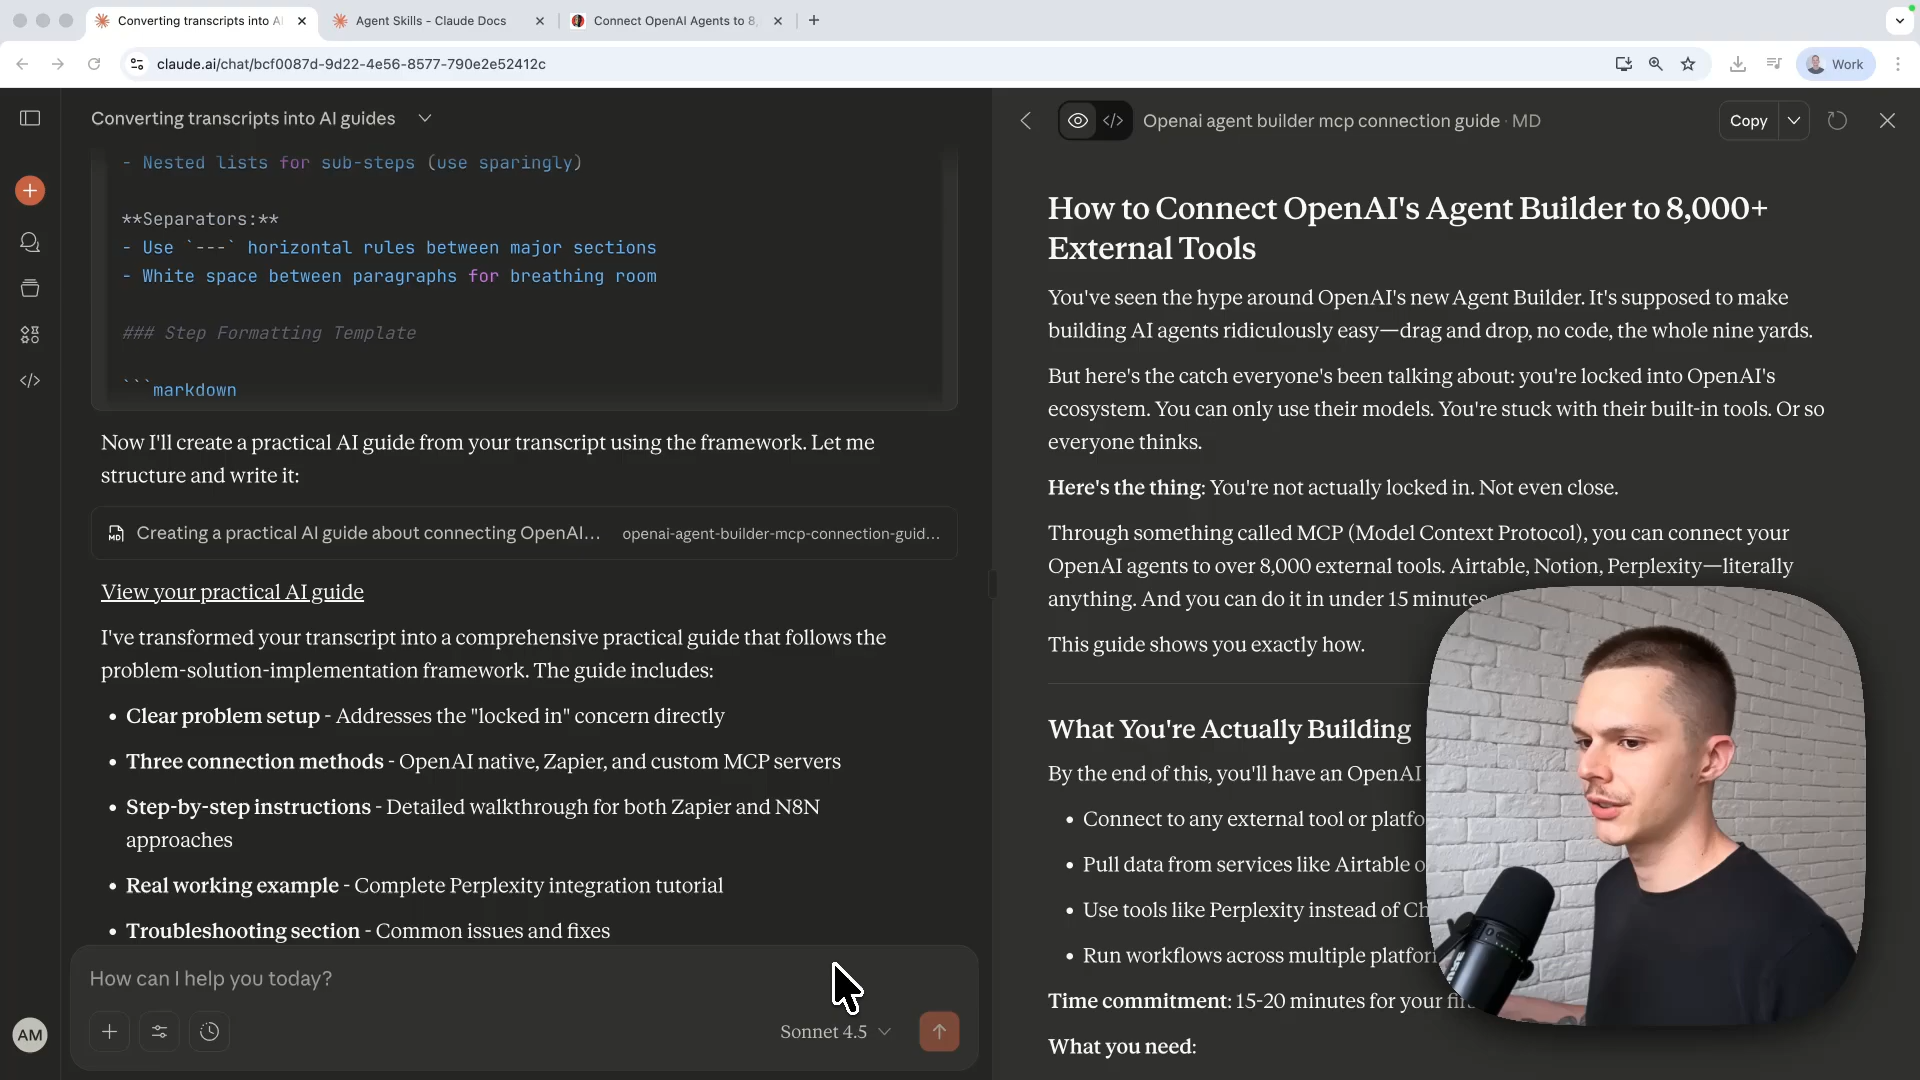 Converting transcripts into AI
Agent Skills - Claude Docs
Connect OpenAI Agents to 8,
claude.ai/chat/bcf0087d-9d22-4e56-8577-790e2e52412c
Work
Converting transcripts into AI guides
- Nested lists for sub-steps (use sparingly)
**Separators:**
- Use `---` horizontal rules between major sections
- White space between paragraphs for breathing room
### Step Formatting Template
```markdown
Now I'll create a practical AI guide from your transcript using the framework. Let me
structure and write it:
Creating a practical AI guide about connecting OpenAI... openai-agent-builder-mcp-connection-guid...
View your practical AI guide
I've transformed your transcript into a comprehensive practical guide that follows the
problem-solution-implementation framework. The guide includes:
• Clear problem setup - Addresses the "locked in" concern directly
• Three connection methods - OpenAI native, Zapier, and custom MCP servers
• Step-by-step instructions - Detailed walkthrough for both Zapier and N8N
approaches
• Real working example - Complete Perplexity integration tutorial
• Troubleshooting section - Common issues and fixes
How can I help you today?
Sonnet 4.5
AM
Openai agent builder mcp connection guide · MD
Copy
How to Connect OpenAI's Agent Builder to 8,000+
External Tools
You've seen the hype around OpenAI's new Agent Builder. It's supposed to make
building AI agents ridiculously easy—drag and drop, no code, the whole nine yards.
But here's the catch everyone's been talking about: you're locked into OpenAI's
ecosystem. You can only use their models. You're stuck with their built-in tools. Or so
everyone thinks.
Here's the thing: You're not actually locked in. Not even close.
Through something called MCP (Model Context Protocol), you can connect your
OpenAI agents to over 8,000 external tools. Airtable, Notion, Perplexity—literally
anything. And you can do it in under 15 minutes
This guide shows you exactly how.
What You're Actually Building
By the end of this, you'll have an OpenAI
• Connect to any external tool or platfo
• Pull data from services like Airtable o
• Use tools like Perplexity instead of Ch
• Run workflows across multiple platfor
Time commitment: 15-20 minutes for your fi
What you need: